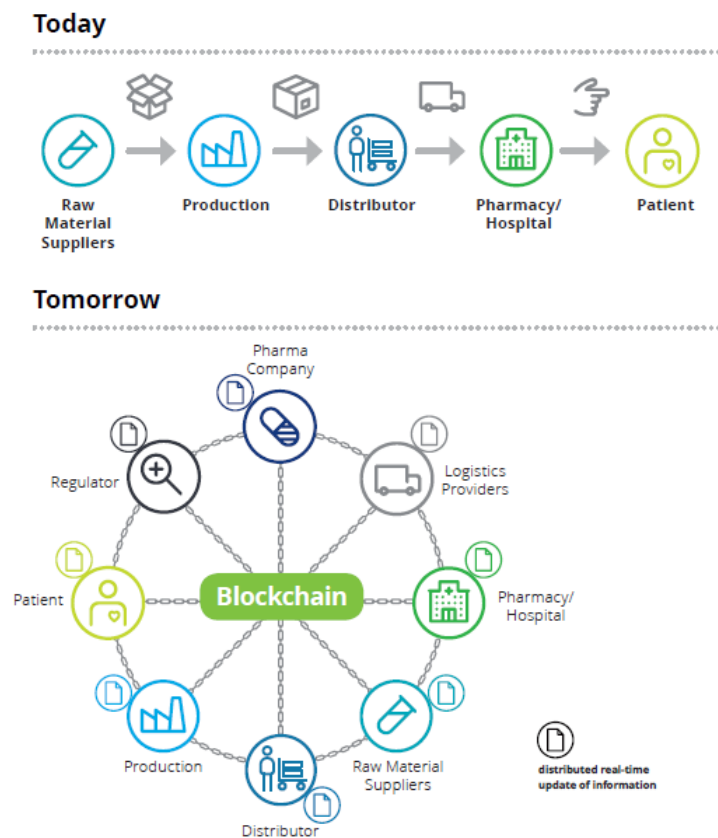 Today
Raw
Material
Suppliers
Production
Distributor
Pharmacy/
Hospital
Patient
Tomorrow
Pharma
Company
Regulator
Logistics
Providers
Patient
Blockchain
Pharmacy/
Hospital
Production
Raw Material
Suppliers
Distributor
distributed real-time
update of information